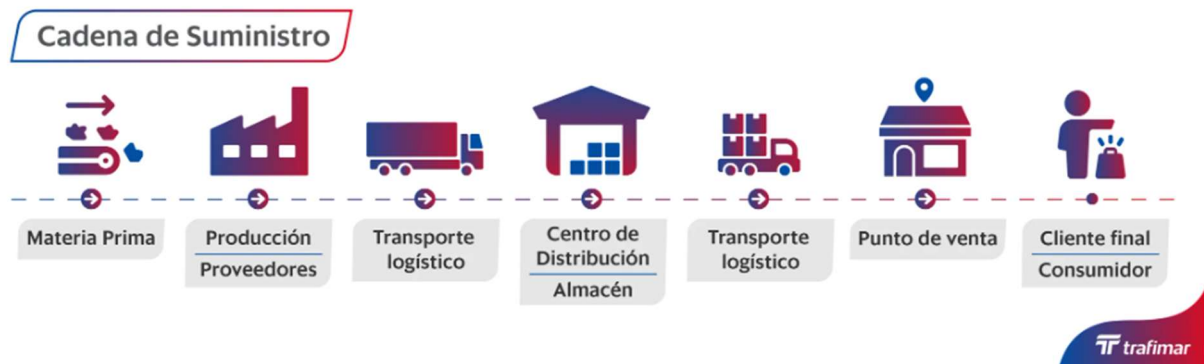 Cadena de Suministro
Materia Prima
Producción
Proveedores
Transporte
logístico
Centro de
Distribución
Almacén
Transporte
logístico
Punto de venta
Cliente final
Consumidor
trafimar